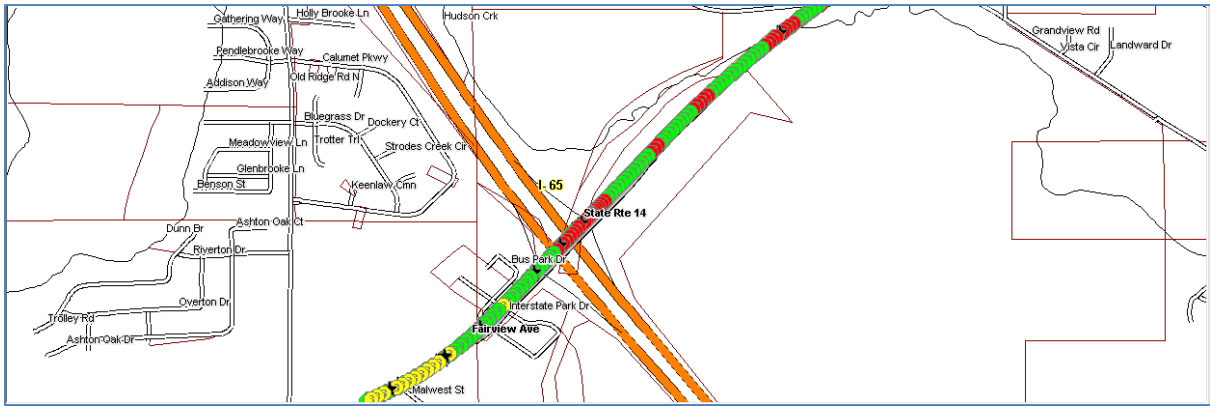 Holly Brooke Ln
Gathering Way
Hudson Crk
Grandview Rd
Vista Cir
Landward Dr
Pendlebrooke Way
Calumet Pkwy
Old Ridge Rd N
Addison Way
Bluegrass Dr
Dockery Ct
Meadowview Ln
Trotter Trl
Strodes Creek Cir
Glenbrooke Ln
Benson St
Keenlaw Cmn
I- 65
State Rte 14
Ashton Oak Ct
Dunn Br
Riverton Dr
Bus Park Dr
Overton Dr
Interstate Park Dr
Trolley Rd
Fairview Ave
Ashton Oak Dr
Malwest St